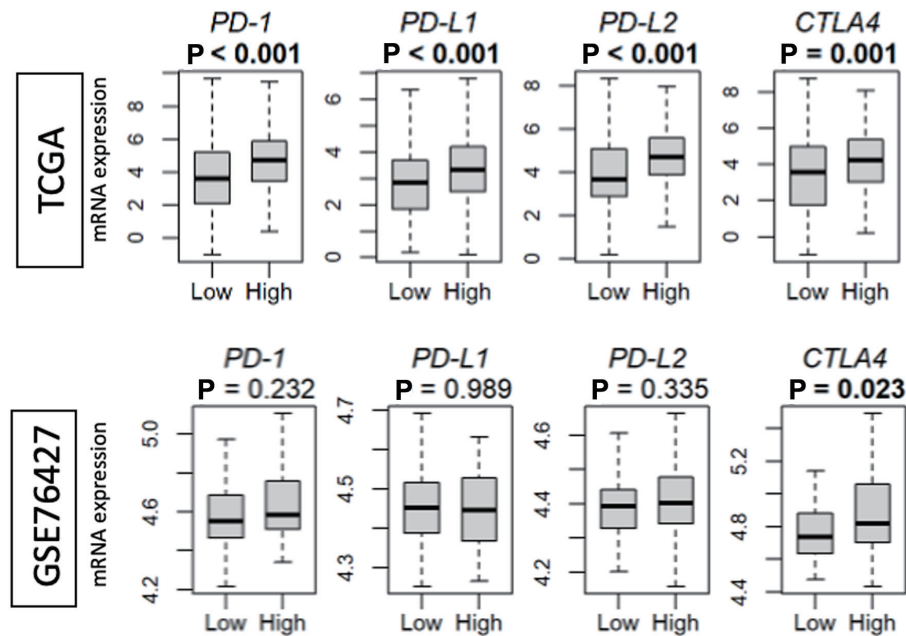 PD-1 PD-L1 PD-L2 CTLA4
P < 0.001 P < 0.001 P < 0.001 P = 0.001
TCGA
mRNA expression
8 6 4 2 0
6 4 2 0
8 6 4 2 0
8 6 4 2 0
Low High Low High Low High Low High
PD-1 PD-L1 PD-L2 CTLA4
P = 0.232 P = 0.989 P = 0.335 P = 0.023
GSE76427
mRNA expression
5.0 4.6 4.2
4.7 4.5 4.3
4.6 4.4 4.2
5.2 4.8 4.4
Low High Low High Low High Low High